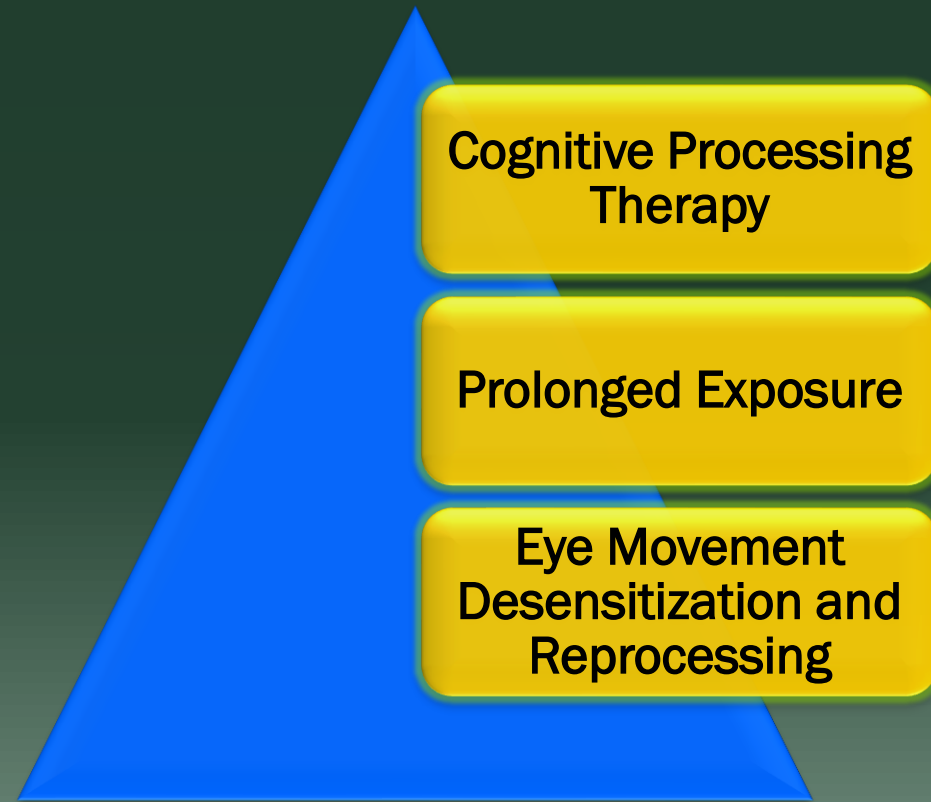 Cognitive Processing
Therapy
Prolonged Exposure
Eye Movement
Desensitization and
Reprocessing